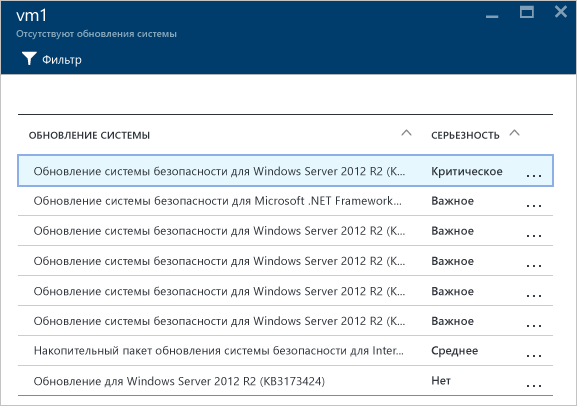 vm1
Отсутствуют обновления системы
Фильтр
ОБНОВЛЕНИЕ СИСТЕМЫ СЕРЬЕЗНОСТЬ
Обновление системы безопасности для Windows Server 2012 R2 (K... Критическое ...
Обновление системы безопасности для Microsoft .NET Framework... Важное ...
Обновление системы безопасности для Windows Server 2012 R2 (K... Важное ...
Обновление системы безопасности для Windows Server 2012 R2 (K... Важное ...
Обновление системы безопасности для Windows Server 2012 R2 (K... Важное ...
Обновление системы безопасности для Windows Server 2012 R2 (K... Важное ...
Накопительный пакет обновления системы безопасности для Inter... Среднее ...
Обновление для Windows Server 2012 R2 (KB3173424) Нет ...